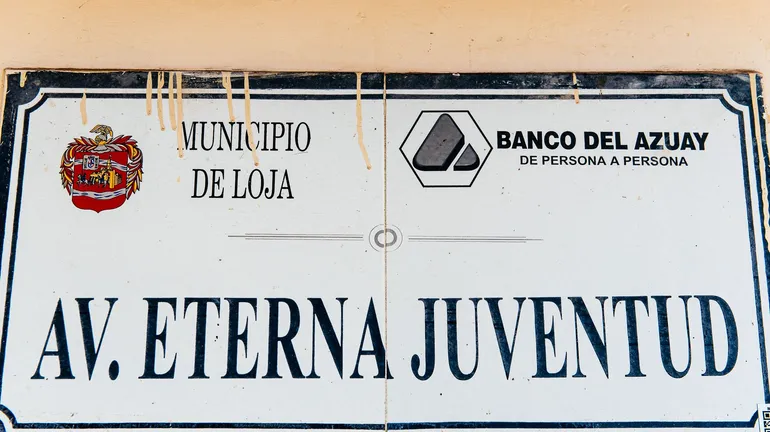 MUNICIPIO
DE LOJA
BANCO DEL AZUAY
DE PERSONA A PERSONA
AV. ETERNA JUVENTUD